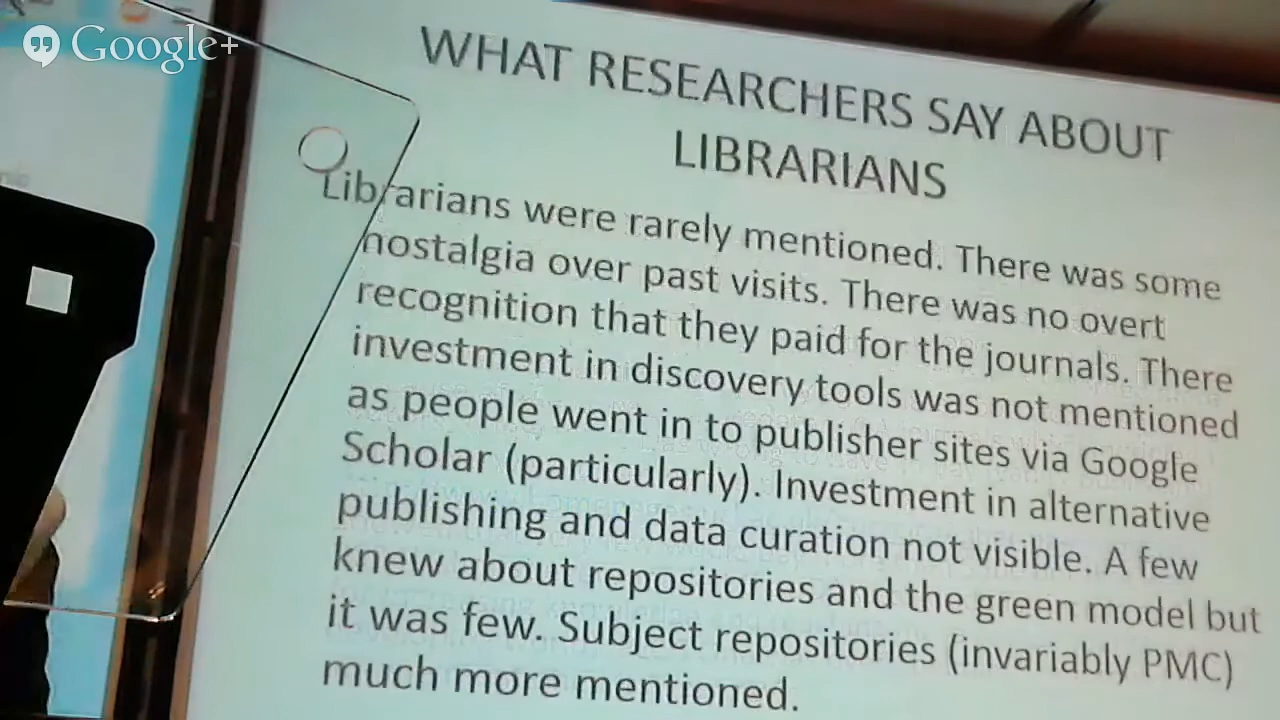 Google+
WHAT RESEARCHERS SAY ABOUT
LIBRARIANS
Librarians were rarely mentioned. There was some
nostalgia over past visits. There was no overt
recognition that they paid for the journals. There
investment in discovery tools was not mentioned
as people went in to publisher sites via Google
Scholar (particularly). Investment in alternative
publishing and data curation not visible. A few
knew about repositories and the green model but
it was few. Subject repositories (invariably PMC)
much more mentioned.